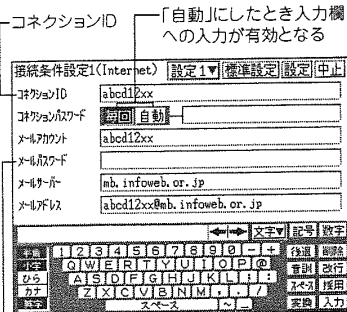 コネクションID
「自動」にしたとき入力欄
への入力が有効となる
接続条件設定1(Internet) 設定1▼ 標準設定 設定 中止
コネクションID abcd12xx
コネクションパスワード 毎回 自動
メールアカウント abcd12xx
メールパスワード
メールサーバー mb.infoweb.or.jp
メールアドレス abcd12xx@mb.infoweb.or.jp
文字▼ 記号 数字
1 2 3 4 5 6 7 8 9 0 - + 後退 削除
小字 Q W E R T Y U I O P @ 音訓 改行
ひら A S D F G H J K L ; : スペース 採用
カナ Z X C V B N M , . /
英字 スペース ~ _ 変換 入力